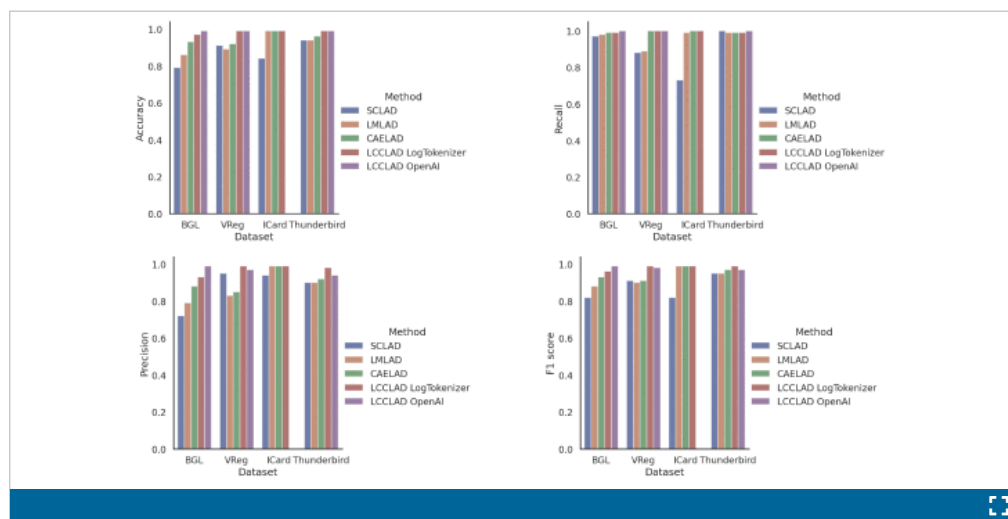 1.0
0.8
0.6
0.4
0.2
0.0
Accuracy
BGL VReg ICard Thunderbird
Dataset
Method
SCLAD
LMLAD
CAELAD
LCCLAD LogTokenizer
LCCLAD OpenAI
1.0
0.8
0.6
0.4
0.2
0.0
Recall
BGL VReg ICard Thunderbird
Dataset
Method
SCLAD
LMLAD
CAELAD
LCCLAD LogTokenizer
LCCLAD OpenAI
1.0
0.8
0.6
0.4
0.2
0.0
Precision
BGL VReg ICard Thunderbird
Dataset
Method
SCLAD
LMLAD
CAELAD
LCCLAD LogTokenizer
LCCLAD OpenAI
1.0
0.8
0.6
0.4
0.2
0.0
F1 score
BGL VReg ICard Thunderbird
Dataset
Method
SCLAD
LMLAD
CAELAD
LCCLAD LogTokenizer
LCCLAD OpenAI